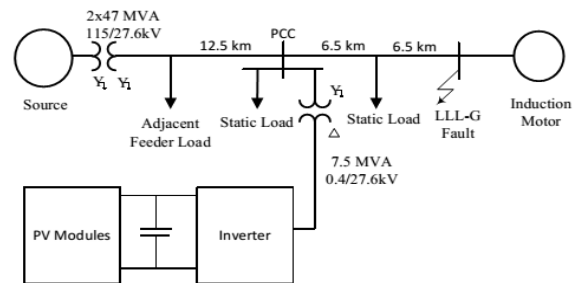 2x47 MVA
115/27.6kV
12.5 km
PCC
6.5 km
6.5 km
Source
Adjacent
Feeder Load
Static Load
Static Load
LLL-G
Fault
Induction
Motor
7.5 MVA
0.4/27.6kV
PV Modules
Inverter